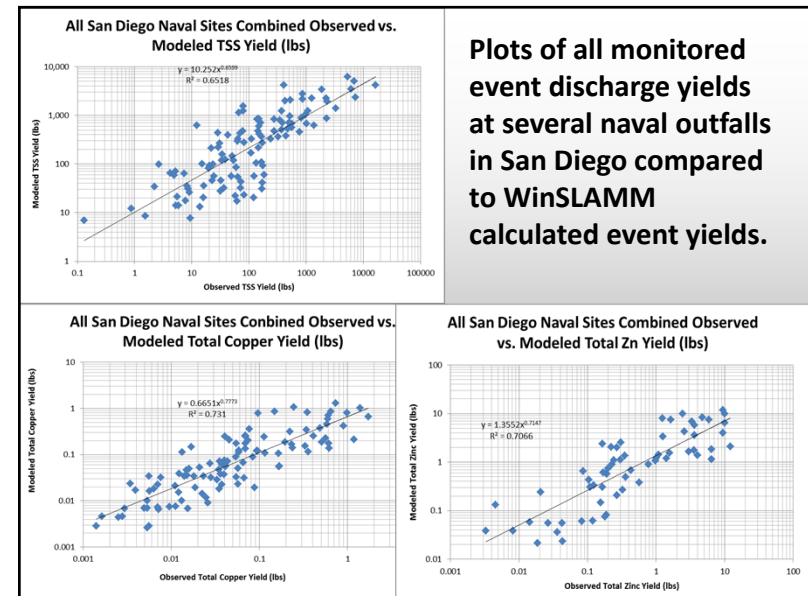 All San Diego Naval Sites Combined Observed vs.
Modeled TSS Yield (lbs)
10,000
1,000
100
10
1
Modeled TSS Yield (lbs)
y = 10.252x^0.6599
R² = 0.6518
0.1
1
10
100
1000
10000
100000
Observed TSS Yield (lbs)
Plots of all monitored
event discharge yields
at several naval outfalls
in San Diego compared
to WinSLAMM
calculated event yields.
All San Diego Naval Sites Conbined Observed vs.
Modeled Total Copper Yield (lbs)
10
1
0.1
0.01
0.001
Modeled Total Copper Yield (lbs)
y = 0.6651x^0.7773
R² = 0.731
0.001
0.01
0.1
1
Observed Total Copper Yield (lbs)
All San Diego Naval Sites Combined Observed
vs. Modeled Total Zn Yield (lbs)
100
10
1
0.1
0.01
Modeled Total Zinc Yield (lbs)
y = 1.3552x^0.7147
R² = 0.7066
0.001
0.01
0.1
1
10
100
Observed Total Zinc Yield (lbs)